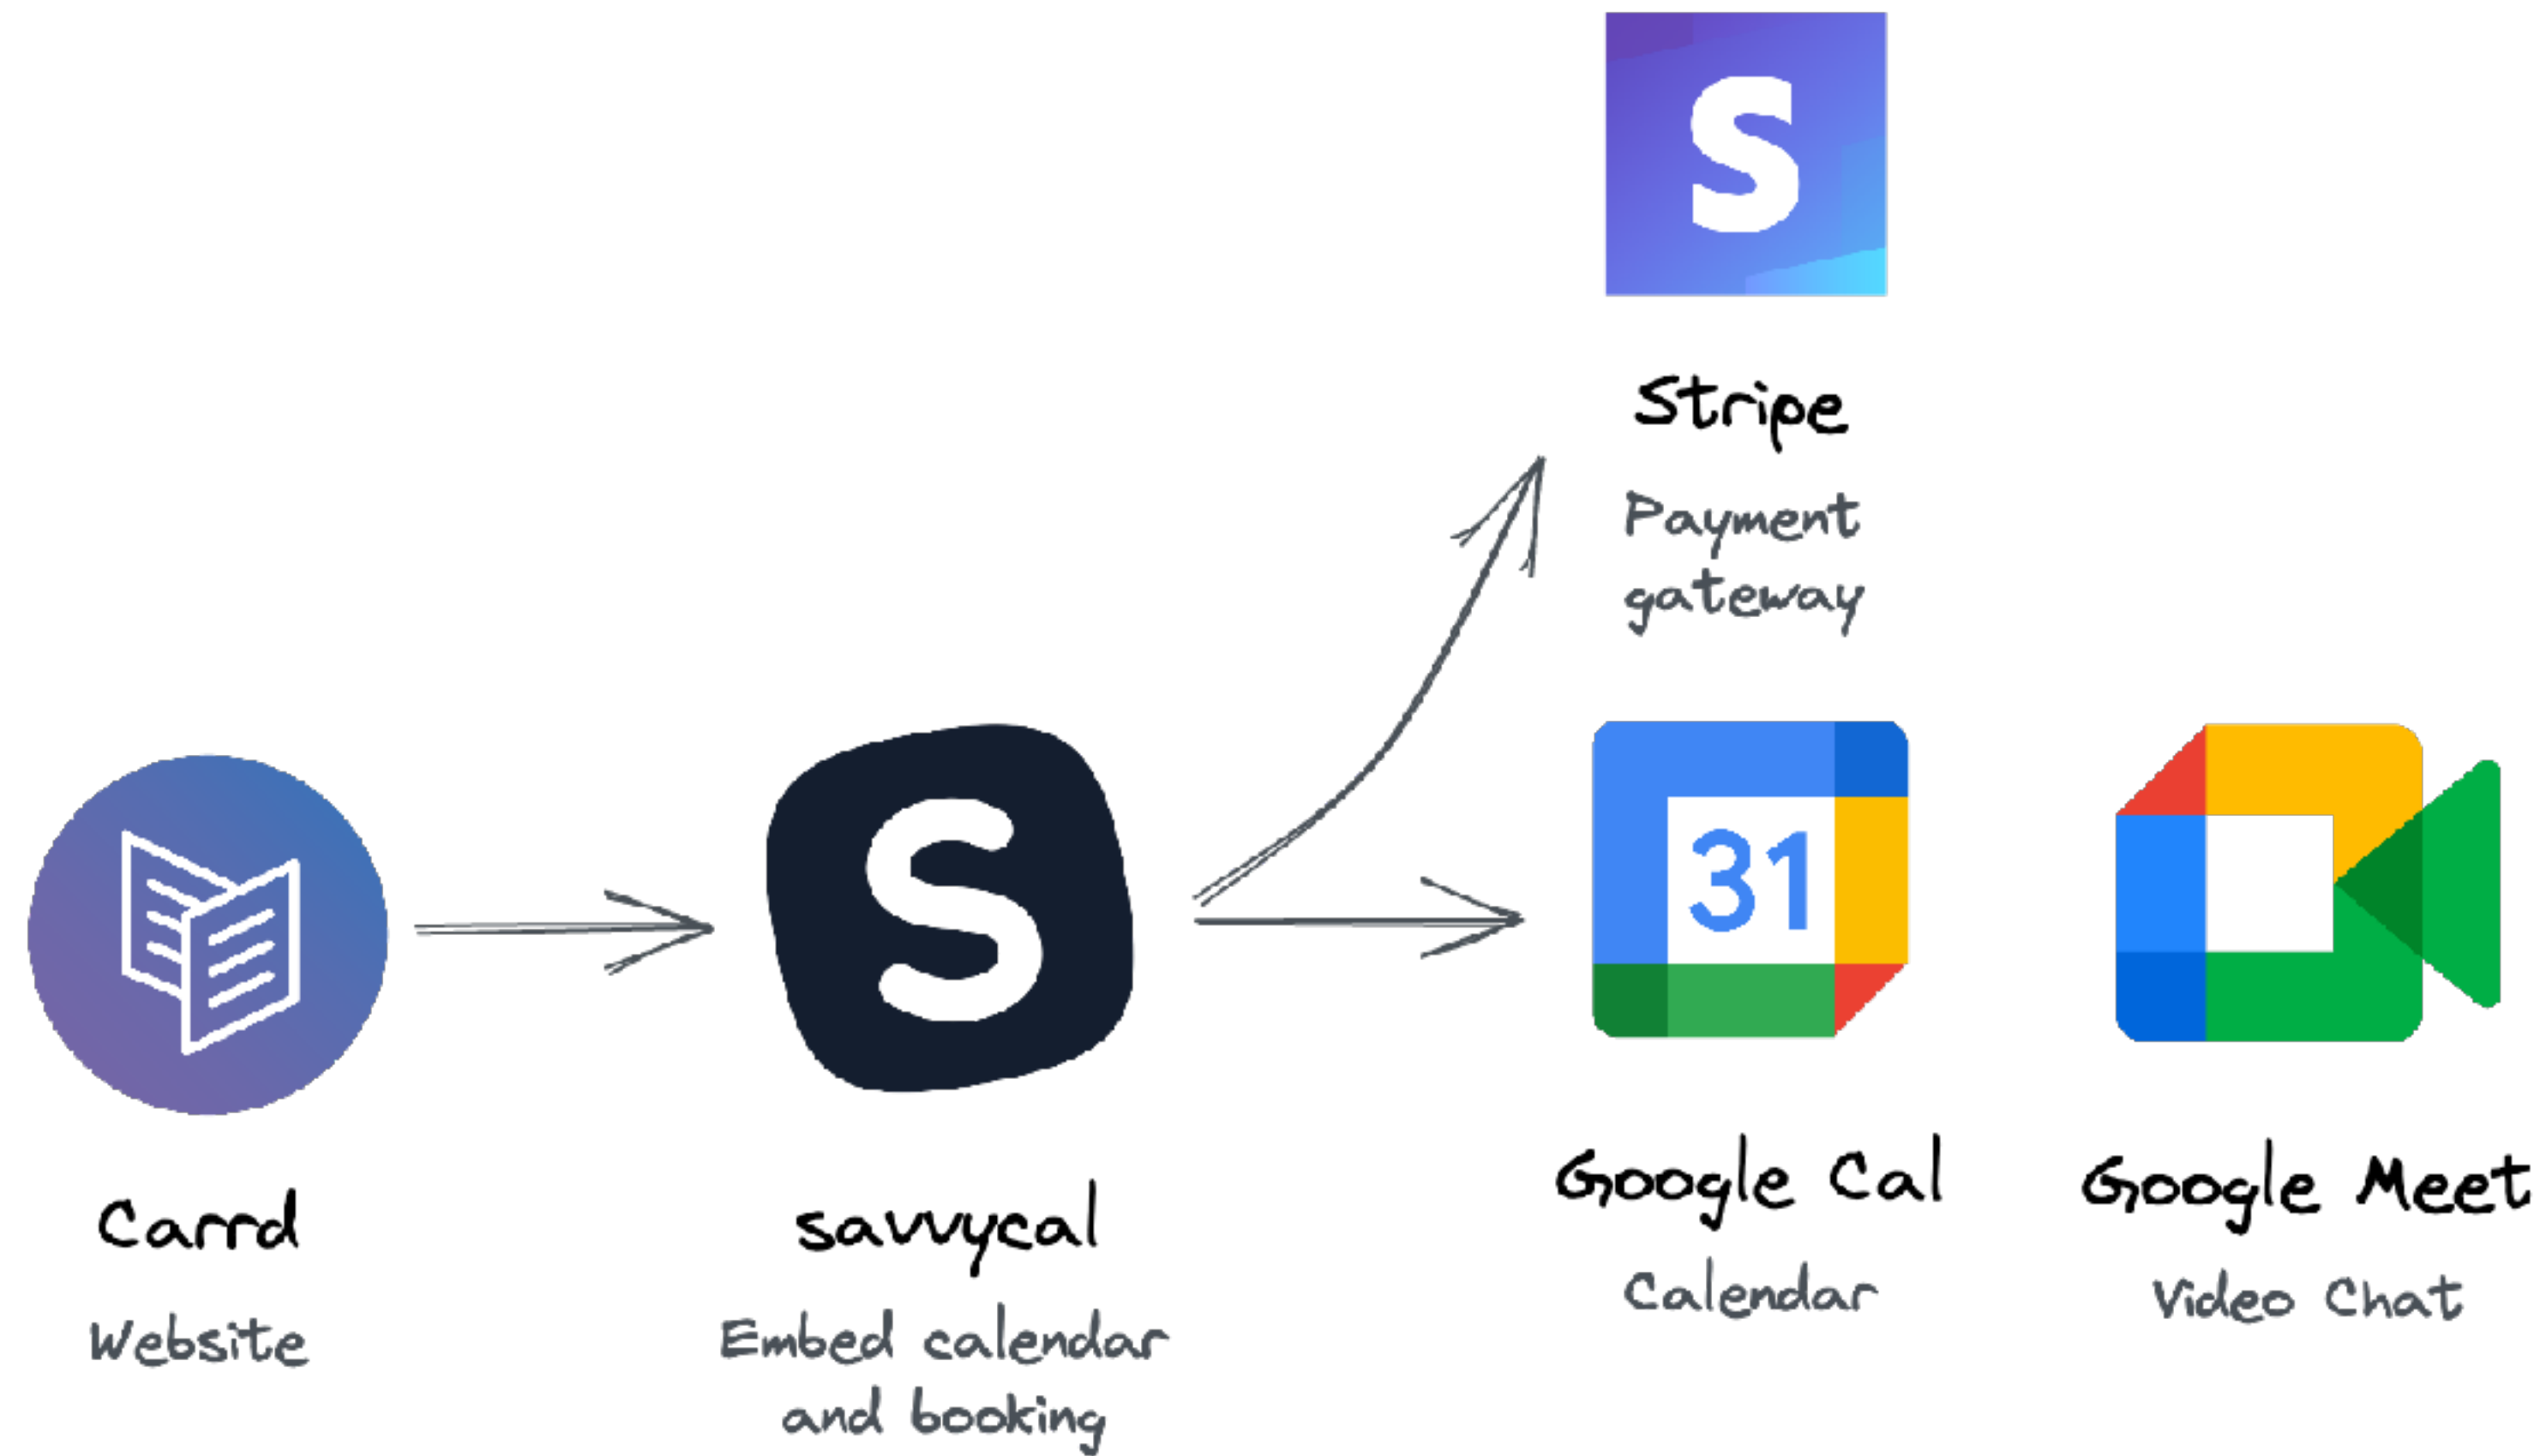 S
Stripe
Payment
gateway
S
31
Carrd
Website
savvycal
Embed calendar
and booking
Google Cal
Calendar
Google Meet
Video Chat